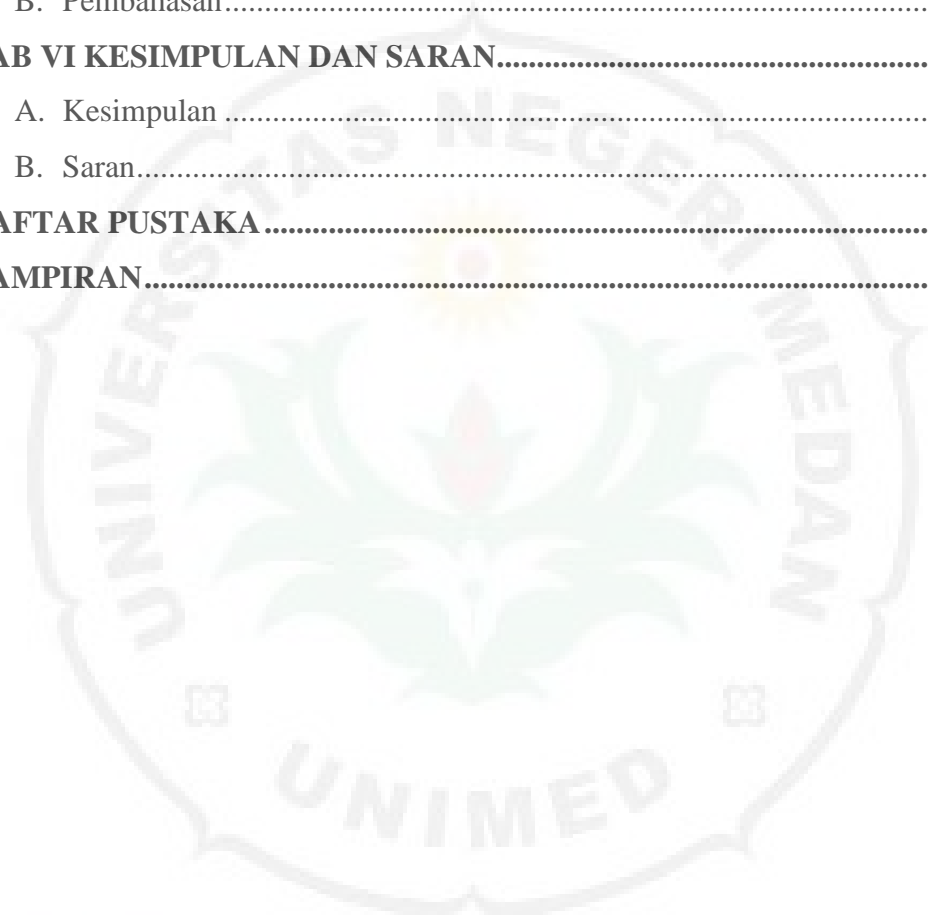 B. Pembahasan........................................................................................
AB VI KESIMPULAN DAN SARAN......................................................
A. Kesimpulan ........................................................................................
B. Saran....................................................................................................
AFTAR PUSTAKA...................................................................................
AMPIRAN..................................................................................................
UNIVERSITAS NEGERI MEDAN
UNIMED